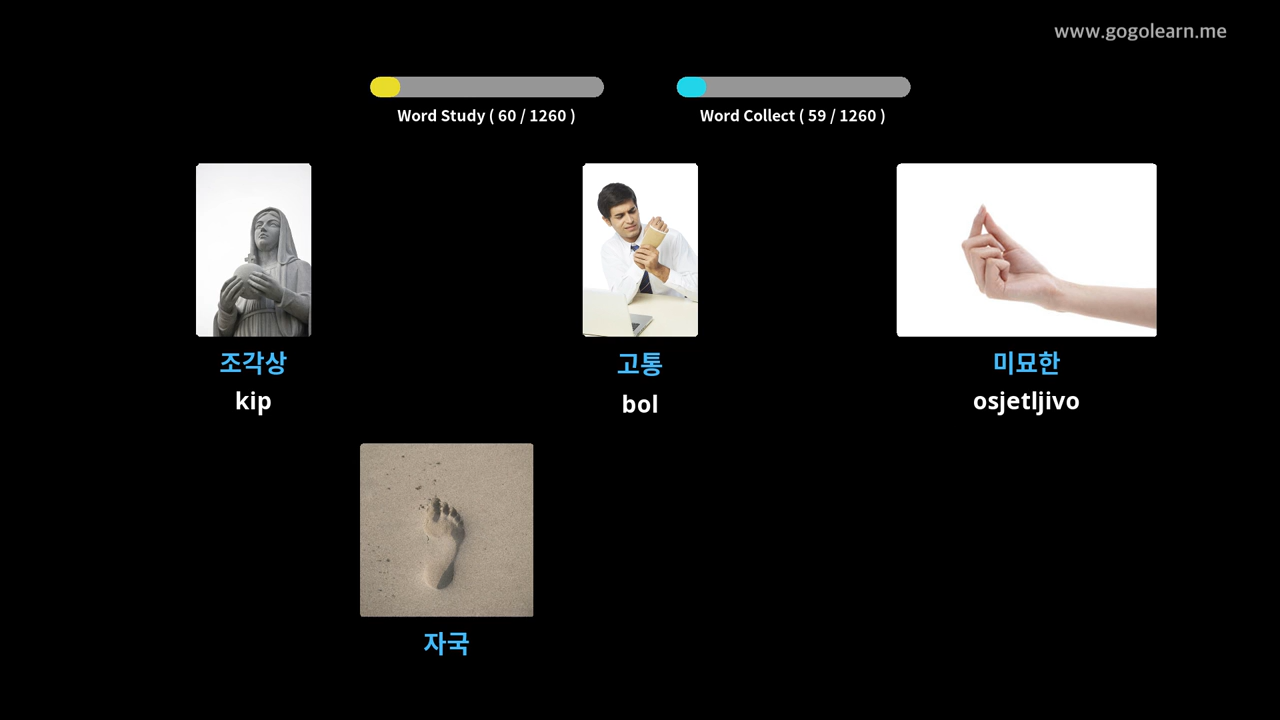 www.gogolearn.me
Word Study ( 60 / 1260 )
Word Collect ( 59 / 1260 )
조각상
kip
고통
bol
미묘한
osjetljivo
자국